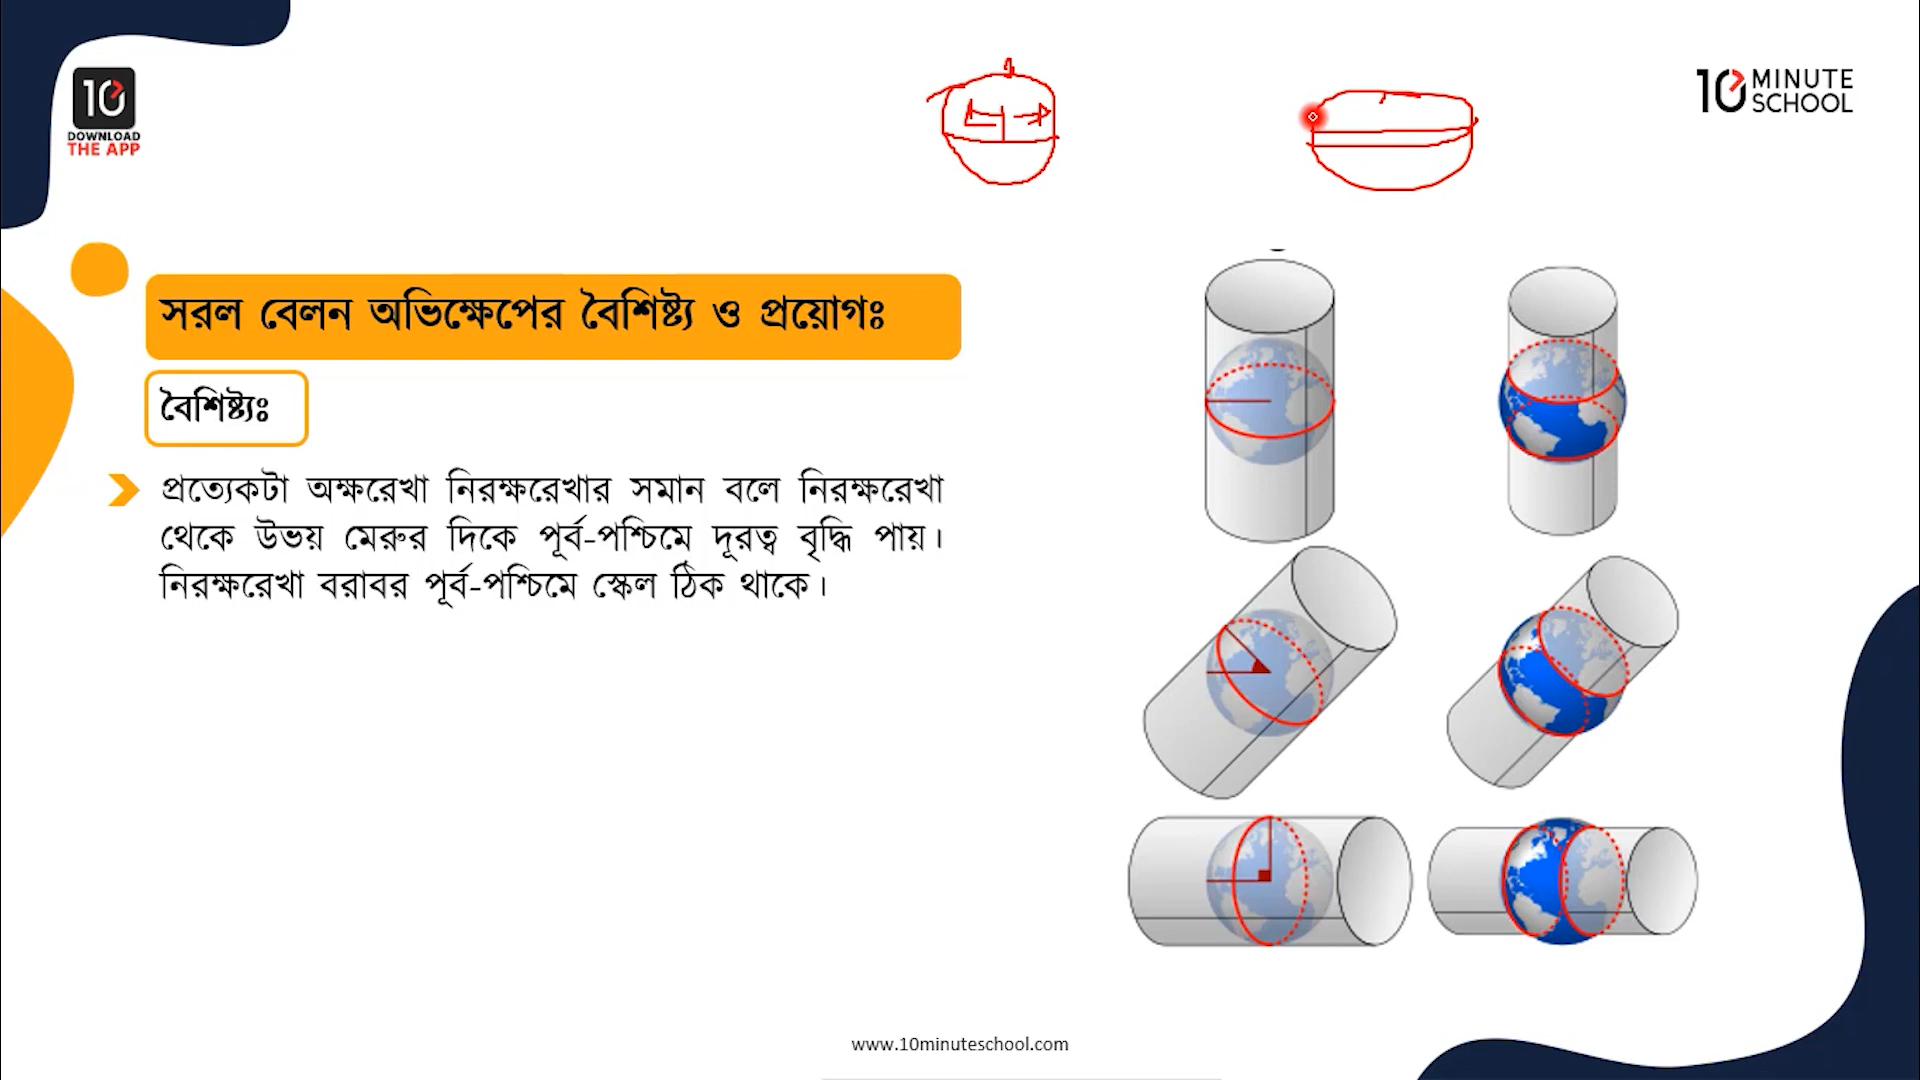 10
DOWNLOAD
THE APP
10 MINUTE
SCHOOL
সরল বেলন অভিক্ষেপের বৈশিষ্ট্য ও প্রয়োগঃ
বৈশিষ্ট্যঃ
প্রত্যেকটা অক্ষরেখা নিরক্ষরেখার সমান বলে নিরক্ষরেখা
থেকে উভয় মেরুর দিকে পূর্ব-পশ্চিমে দূরত্ব বৃদ্ধি পায়।
নিরক্ষরেখা বরাবর পূর্ব-পশ্চিমে স্কেল ঠিক থাকে।
www.10minuteschool.com